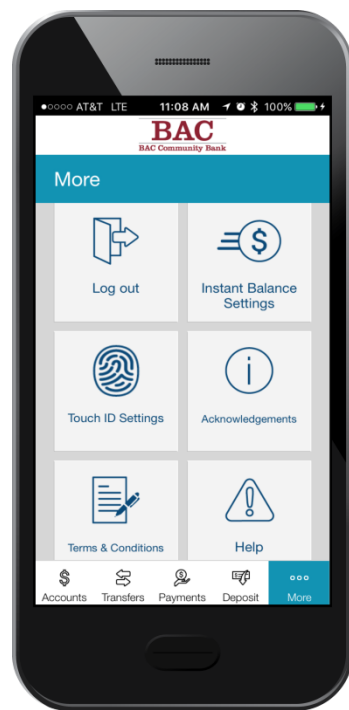 ●○○○○ AT&T LTE 11:08 AM 100%
BAC
BAC Community Bank
More
Log out
Instant Balance
Settings
Touch ID Settings
i
Acknowledgements
$
Terms & Conditions
Help
Accounts
Transfers
Payments
Deposit
More